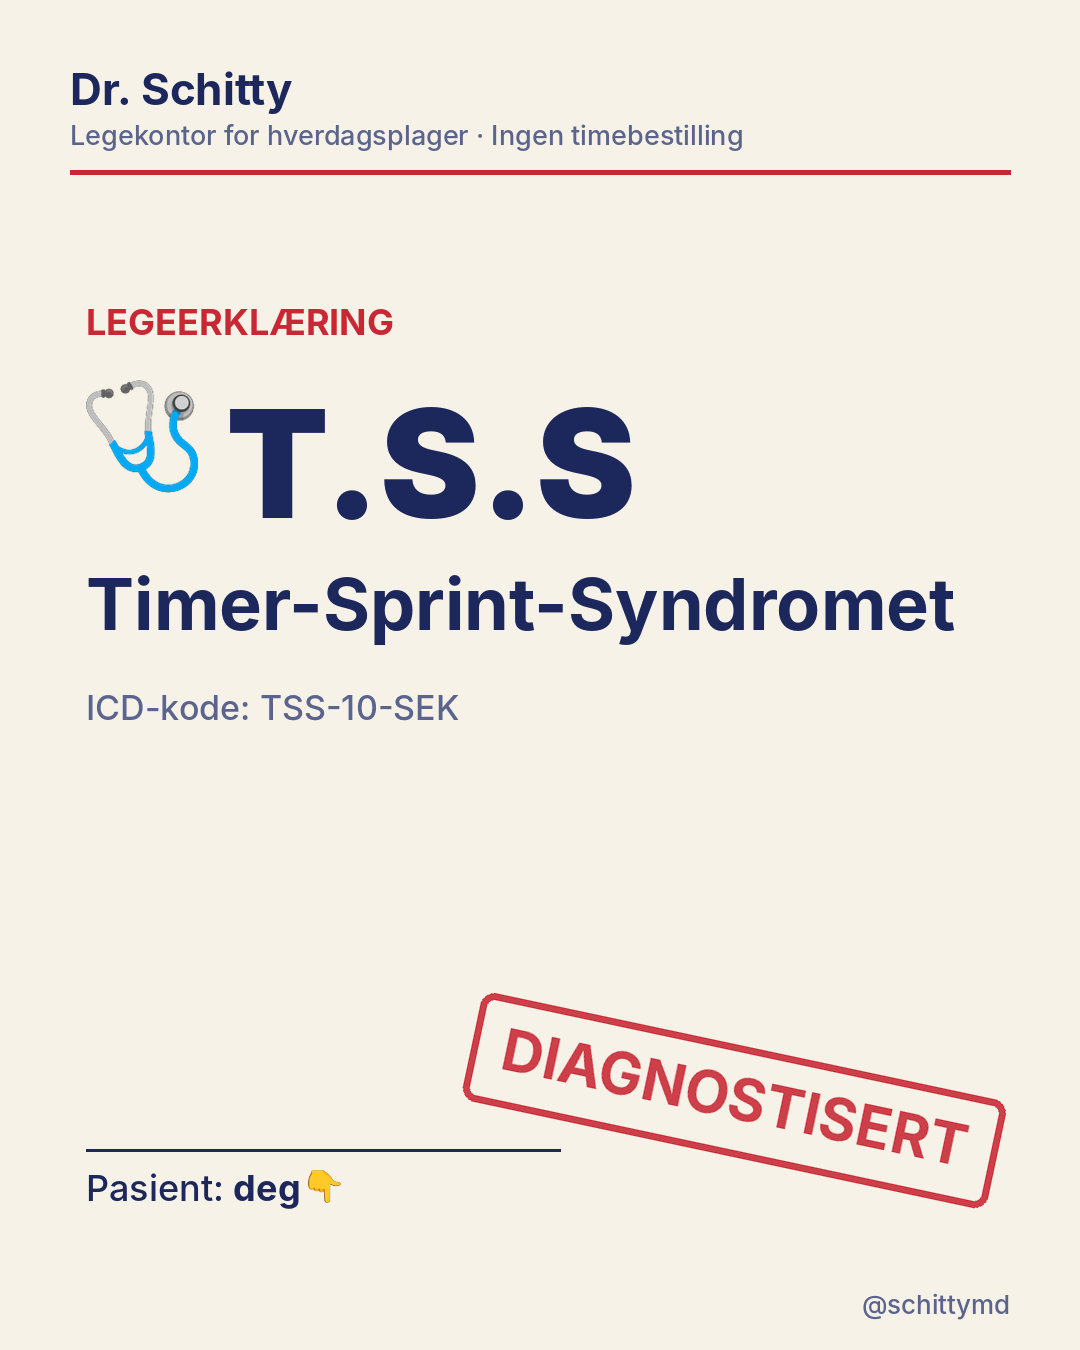 Dr. Schitty
Legekontor for hverdagsplager · Ingen timebestilling
LEGEERKLÆRING
T.S.S
Timer-Sprint-Syndromet
ICD-kode: TSS-10-SEK
DIAGNOSTISERT
Pasient: deg👇
@schittymd